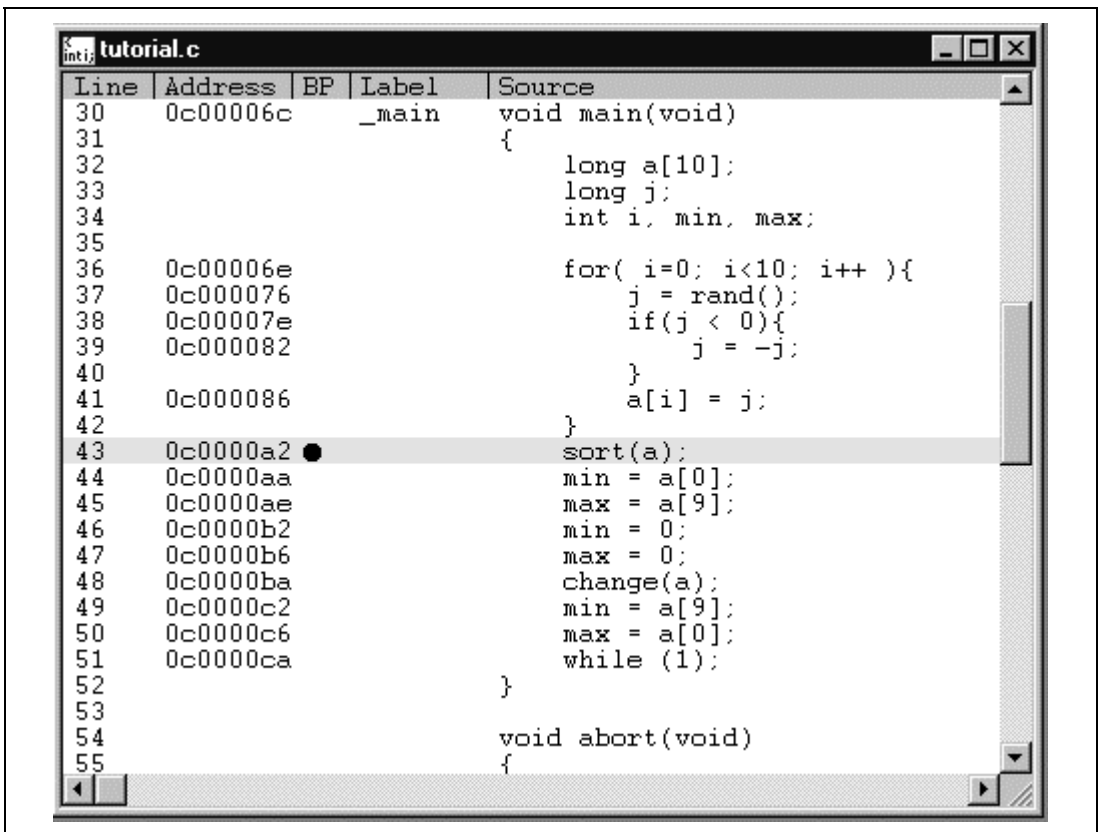 tutorial.c
Line Address BP Label Source
30 0c00006c _main void main(void)
31 {
32 long a[10];
33 long j;
34 int i, min, max;
35
36 0c00006e for( i=0; i<10; i++ ){
37 0c000076 j = rand();
38 0c00007e if(j < 0){
39 0c000082 j = -j;
40 }
41 0c000086 a[i] = j;
42 }
43 0c0000a2 sort(a);
44 0c0000aa min = a[0];
45 0c0000ae max = a[9];
46 0c0000b2 min = 0;
47 0c0000b6 max = 0;
48 0c0000ba change(a);
49 0c0000c2 min = a[9];
50 0c0000c6 max = a[0];
51 0c0000ca while (1);
52 }
53
54 void abort(void)
55 {